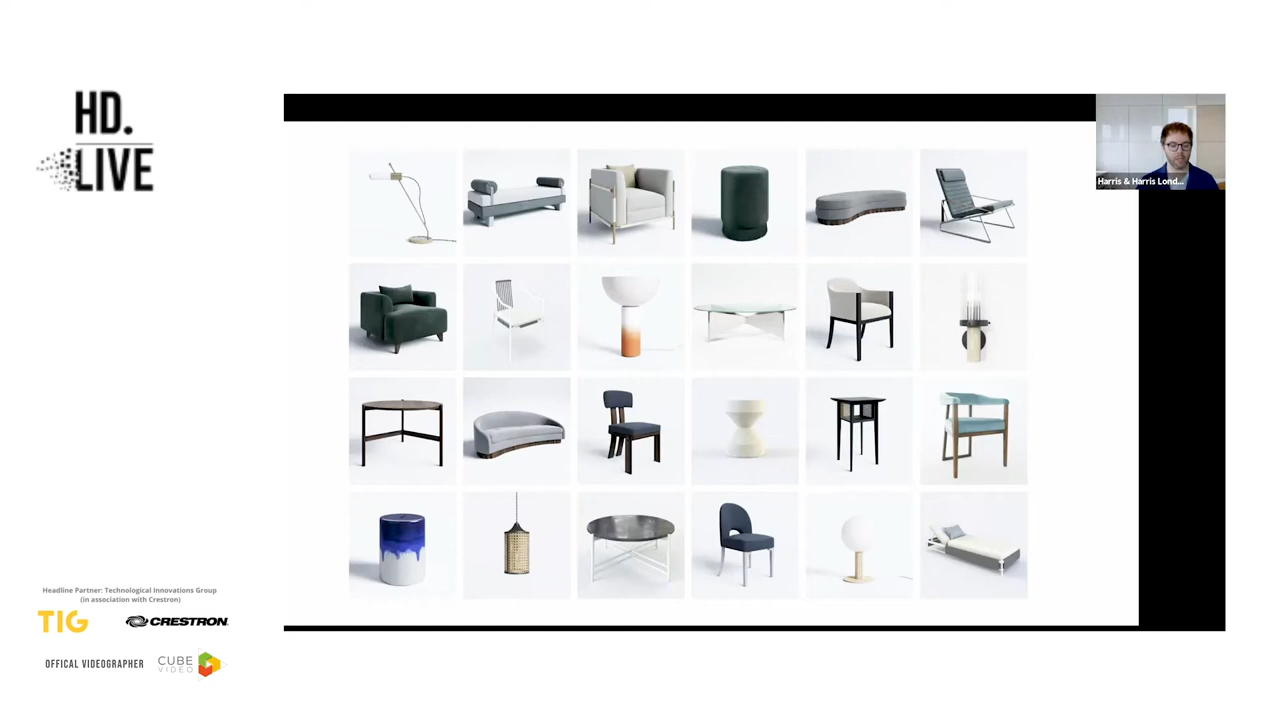 HD.
LIVE
Harris & Harris Lond...
Headline Partner: Technological Innovations Group
(in association with Crestron)
TIG
CRESTRON
OFFICAL VIDEOGRAPHER
CUBE
VIDEO